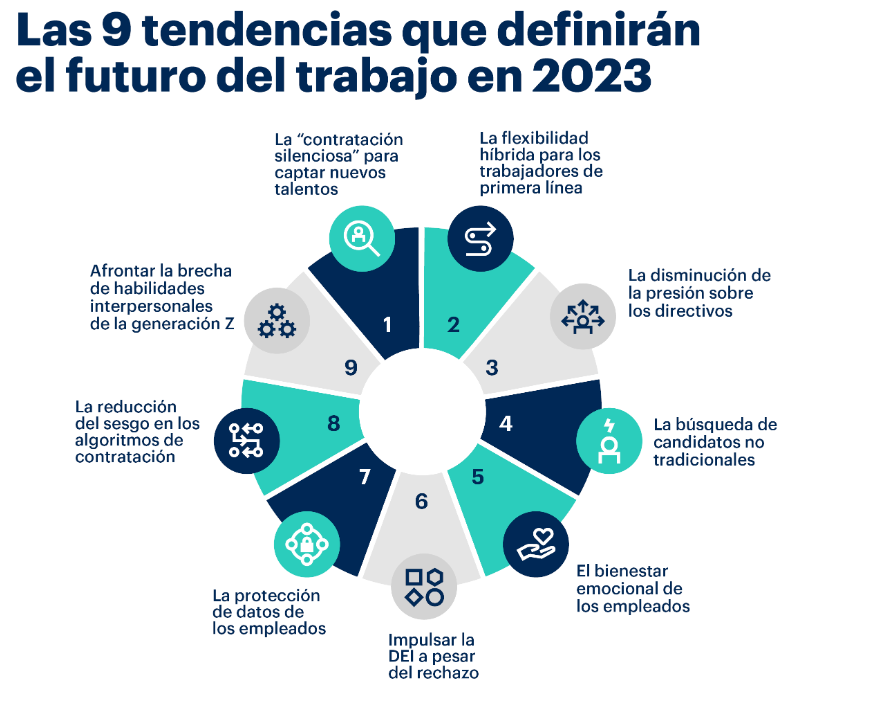 Las 9 tendencias que definirán
el futuro del trabajo en 2023
La “contratación
silenciosa” para
captar nuevos
talentos
1
La flexibilidad
híbrida para los
trabajadores de
primera línea
2
La disminución de
la presión sobre
los directivos
3
La búsqueda de
candidatos no
tradicionales
4
El bienestar
emocional de
los empleados
5
Impulsar la
DEI a pesar
del rechazo
6
La protección
de datos de
los empleados
7
La reducción
del sesgo en los
algoritmos de
contratación
8
Afrontar la brecha
de habilidades
interpersonales
de la generación Z
9